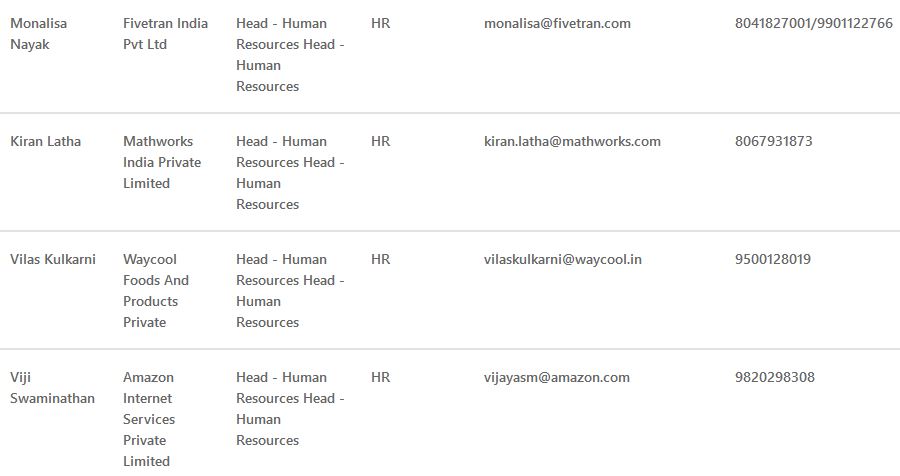 Monalisa Fivetran India Head - Human HR monalisa@fivetran.com 8041827001/9901122766
Nayak Pvt Ltd Resources Head -
Human
Resources
Kiran Latha Mathworks Head - Human HR kiran.latha@mathworks.com 8067931873
India Private Resources Head -
Limited Human
Resources
Vilas Kulkarni Waycool Head - Human HR vilaskulkarni@waycool.in 9500128019
Foods And Resources Head -
Products Human
Private Resources
Viji Amazon Head - Human HR vijayasm@amazon.com 9820298308
Swaminathan Internet Resources Head -
Services Human
Private Resources
Limited